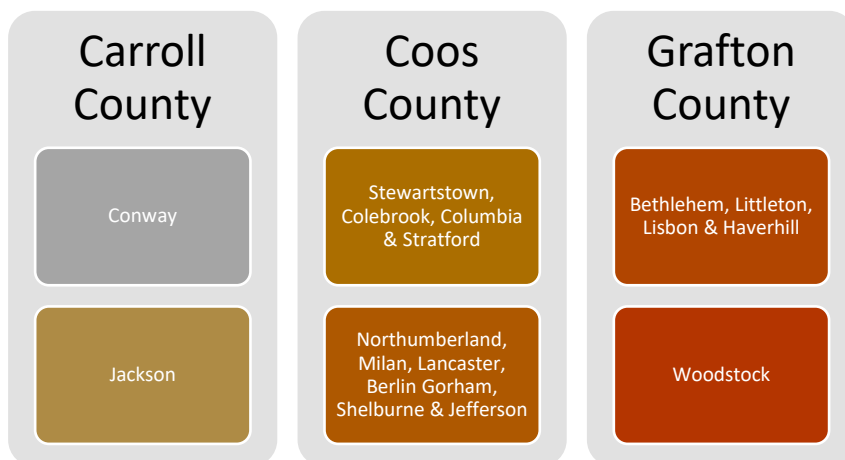 Carroll
County
Conway
Jackson
Coos
County
Stewartstown,
Colebrook, Columbia
& Stratford
Northumberland,
Milan, Lancaster,
Berlin Gorham,
Shelburne & Jefferson
Grafton
County
Bethlehem, Littleton,
Lisbon & Haverhill
Woodstock